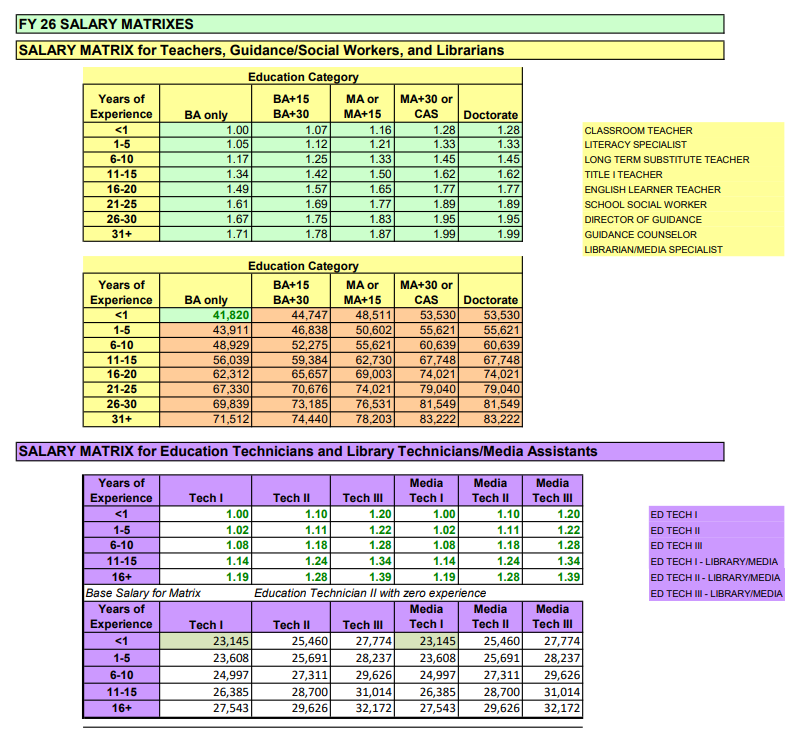 FY 26 SALARY MATRIXES
SALARY MATRIX for Teachers, Guidance/Social Workers, and Librarians
Education Category
Years of Experience BA only BA+15 BA+30 MA or MA+15 MA+30 or CAS Doctorate
<1 1.00 1.07 1.16 1.28 1.28
1-5 1.05 1.12 1.21 1.33 1.33
6-10 1.17 1.25 1.33 1.45 1.45
11-15 1.34 1.42 1.50 1.62 1.62
16-20 1.49 1.57 1.65 1.77 1.77
21-25 1.61 1.69 1.77 1.89 1.89
26-30 1.67 1.75 1.83 1.95 1.95
31+ 1.71 1.78 1.87 1.99 1.99
CLASSROOM TEACHER
LITERACY SPECIALIST
LONG TERM SUBSTITUTE TEACHER
TITLE I TEACHER
ENGLISH LEARNER TEACHER
SCHOOL SOCIAL WORKER
DIRECTOR OF GUIDANCE
GUIDANCE COUNSELOR
LIBRARIAN/MEDIA SPECIALIST
Education Category
Years of Experience BA only BA+15 BA+30 MA or MA+15 MA+30 or CAS Doctorate
<1 41,820 44,747 48,511 53,530 53,530
1-5 43,911 46,838 50,602 55,621 55,621
6-10 48,929 52,275 55,621 60,639 60,639
11-15 56,039 59,384 62,730 67,748 67,748
16-20 62,312 65,657 69,003 74,021 74,021
21-25 67,330 70,676 74,021 79,040 79,040
26-30 69,839 73,185 76,531 81,549 81,549
31+ 71,512 74,440 78,203 83,222 83,222
SALARY MATRIX for Education Technicians and Library Technicians/Media Assistants
Years of Experience Tech I Tech II Tech III Media Tech I Media Tech II Media Tech III
<1 1.00 1.10 1.20 1.00 1.10 1.20
1-5 1.02 1.11 1.22 1.02 1.11 1.22
6-10 1.08 1.18 1.28 1.08 1.18 1.28
11-15 1.14 1.24 1.34 1.14 1.24 1.34
16+ 1.19 1.28 1.39 1.19 1.28 1.39
ED TECH I
ED TECH II
ED TECH III
ED TECH I - LIBRARY/MEDIA
ED TECH II - LIBRARY/MEDIA
ED TECH III - LIBRARY/MEDIA
Base Salary for Matrix Education Technician II with zero experience
Years of Experience Tech I Tech II Tech III Media Tech I Media Tech II Media Tech III
<1 23,145 25,460 27,774 23,145 25,460 27,774
1-5 23,608 25,691 28,237 23,608 25,691 28,237
6-10 24,997 27,311 29,626 24,997 27,311 29,626
11-15 26,385 28,700 31,014 26,385 28,700 31,014
16+ 27,543 29,626 32,172 27,543 29,626 32,172